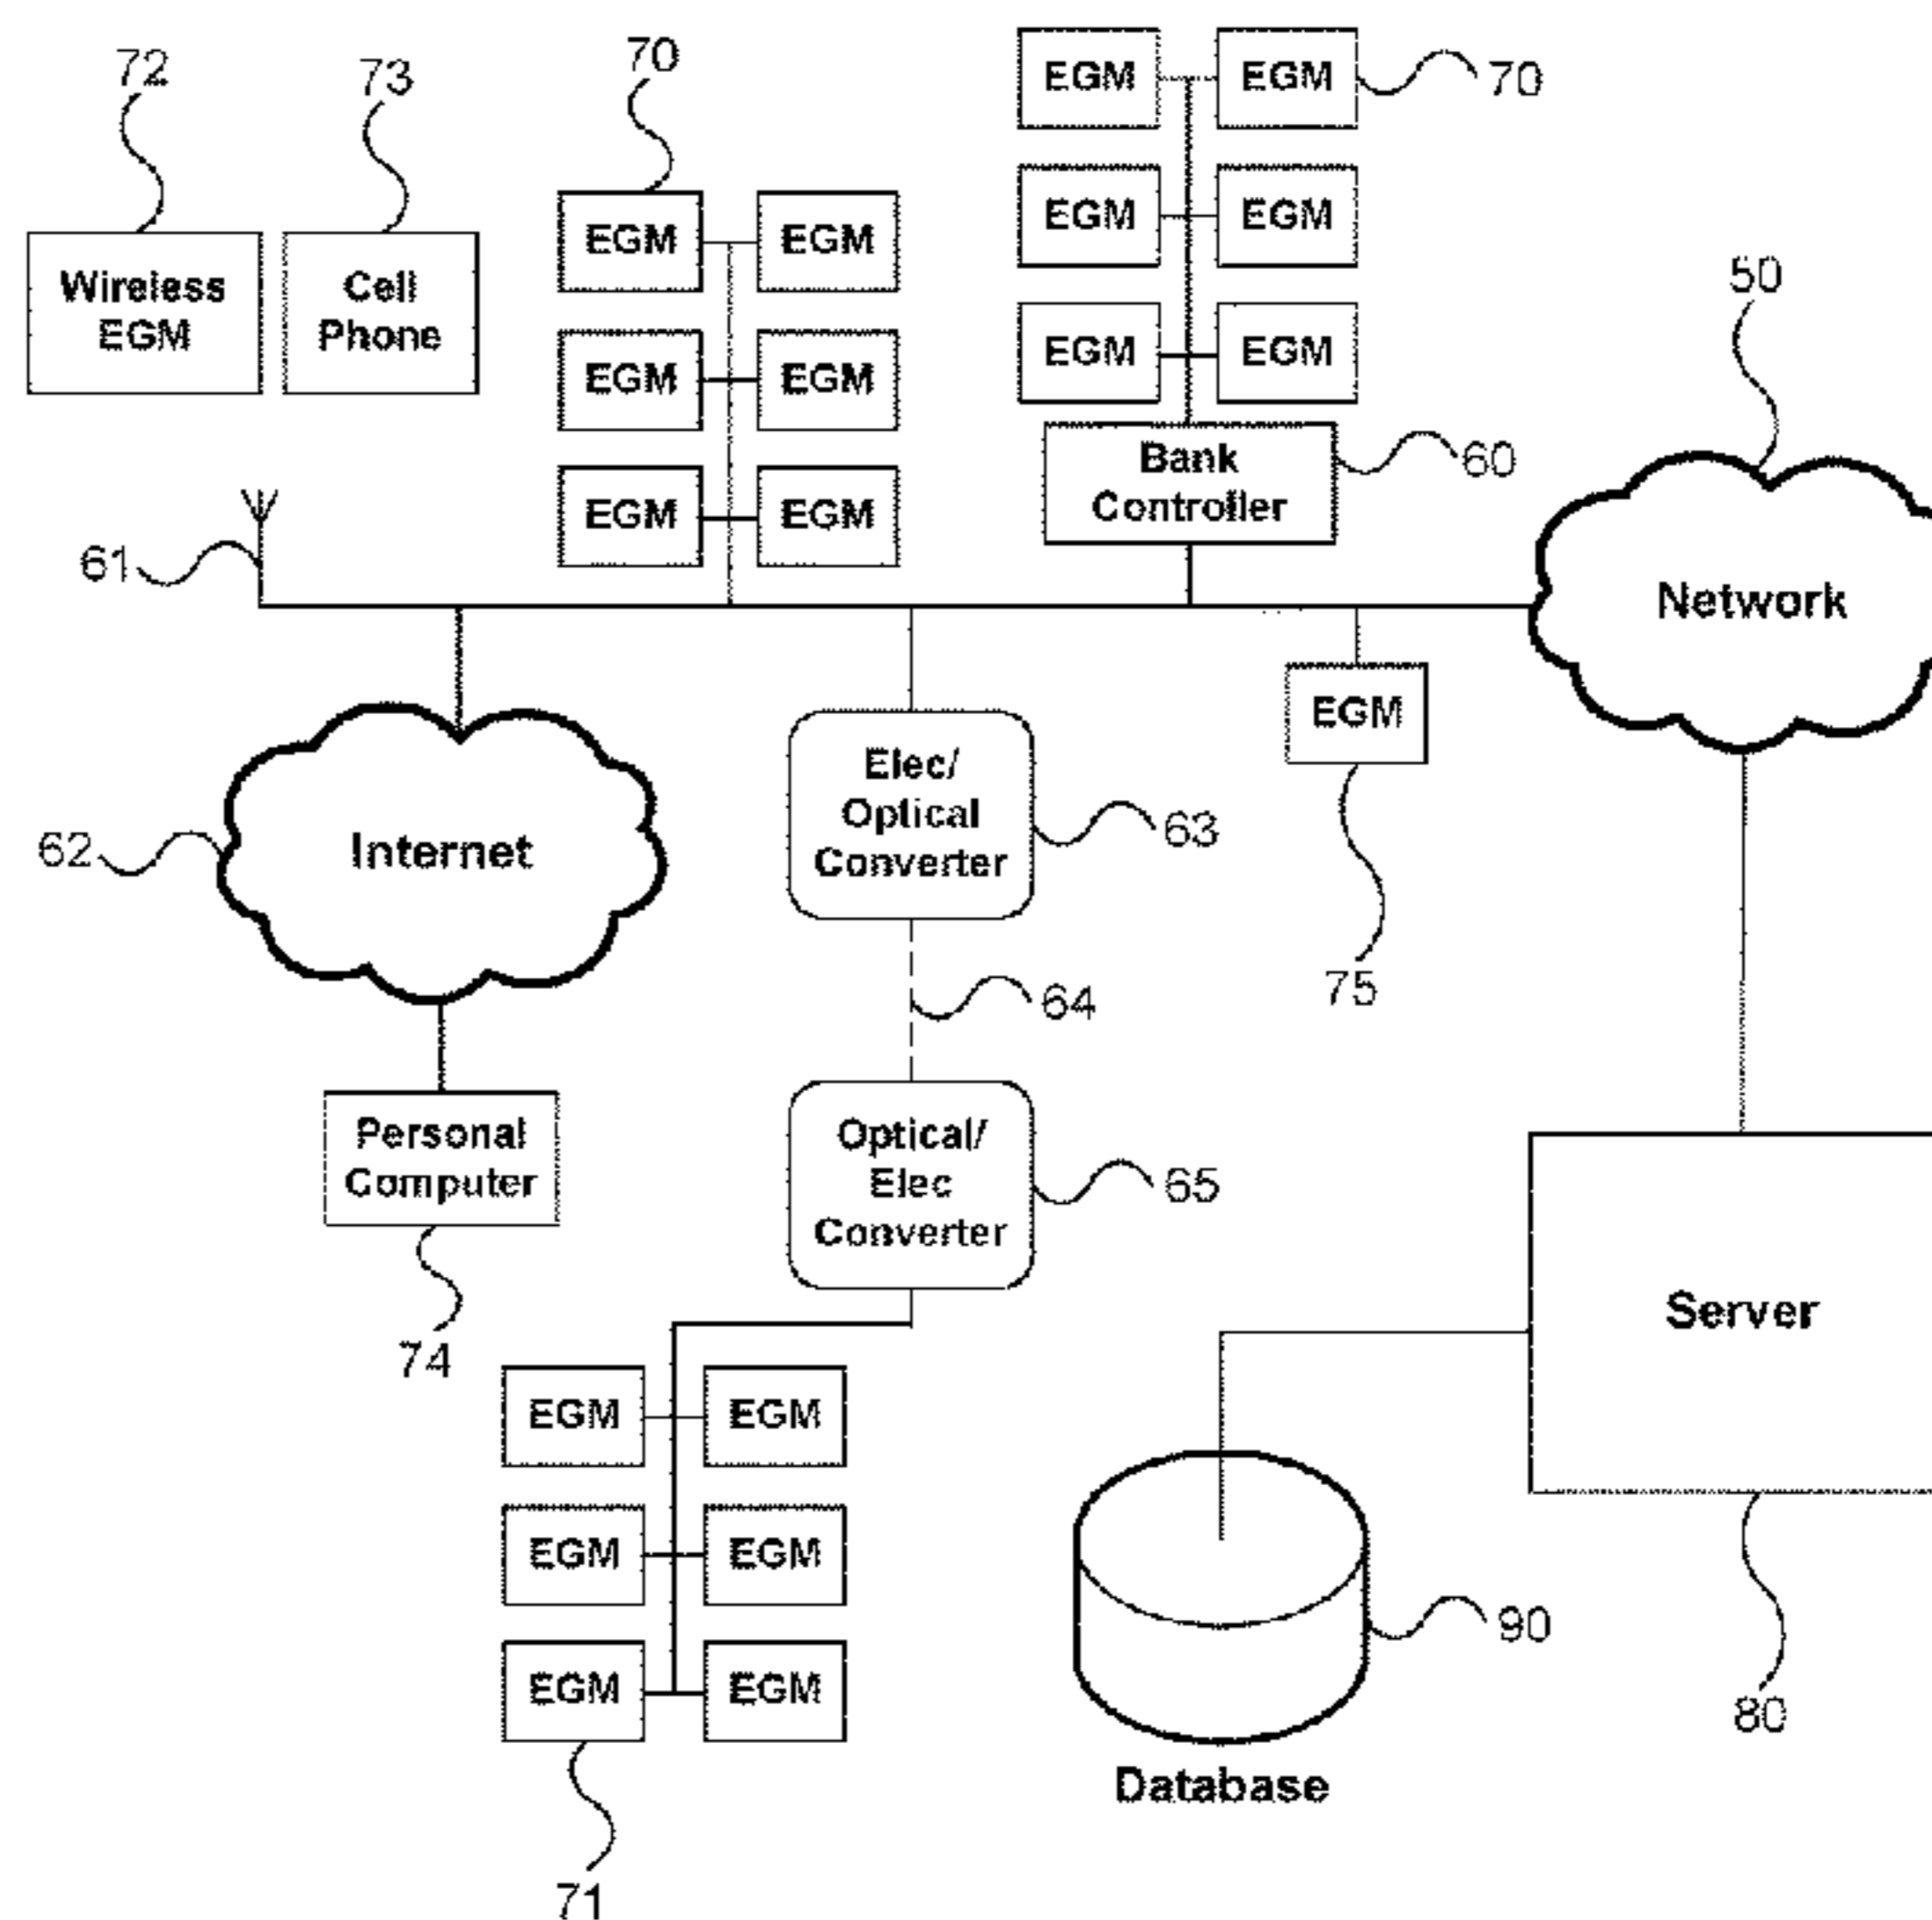 72
73
70
EGM
EGM
70
EGM
EGM
EGM
EGM
EGM
EGM
Wireless
EGM
Cell
Phone
EGM
EGM
EGM
EGM
EGM
EGM
Bank
Controller
60
50
61
Network
EGM
75
62
Internet
Elec/
Optical
Converter
63
64
Personal
Computer
74
Optical/
Elec
Converter
65
Server
80
EGM
EGM
EGM
EGM
EGM
EGM
71
90
Database